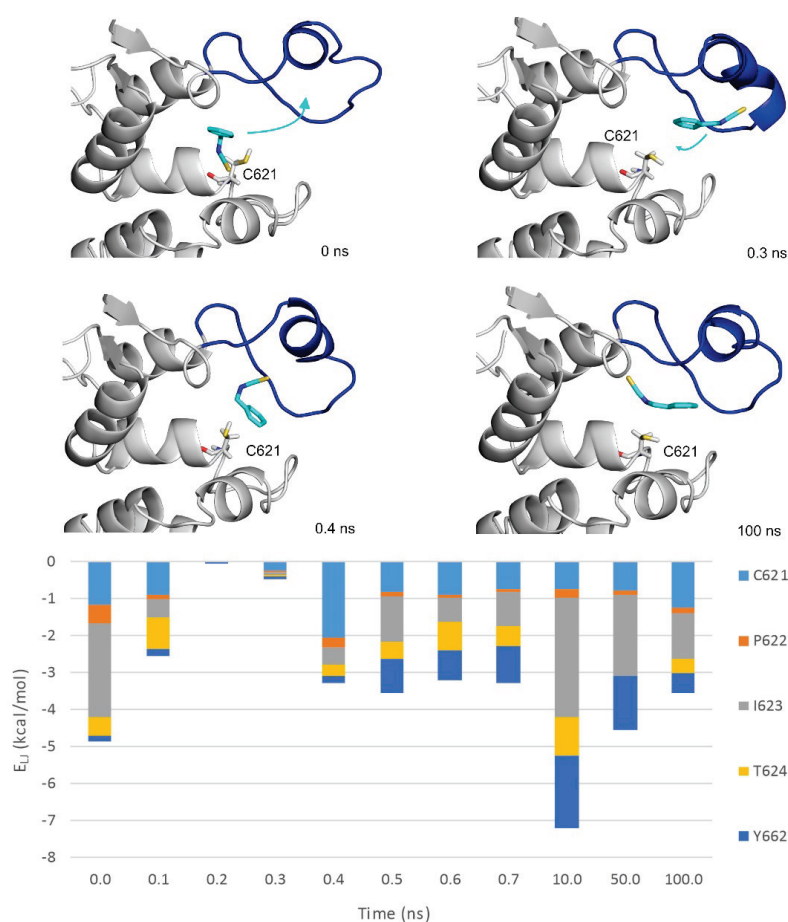 C621
0 ns
C621
0.3 ns
C621
0.4 ns
C621
100 ns
0
-1
-2
-3
-4
-5
-6
-7
-8
E_LJ (kcal/mol)
0.0 0.1 0.2 0.3 0.4 0.5 0.6 0.7 10.0 50.0 100.0
Time (ns)
C621
P622
I623
T624
Y662